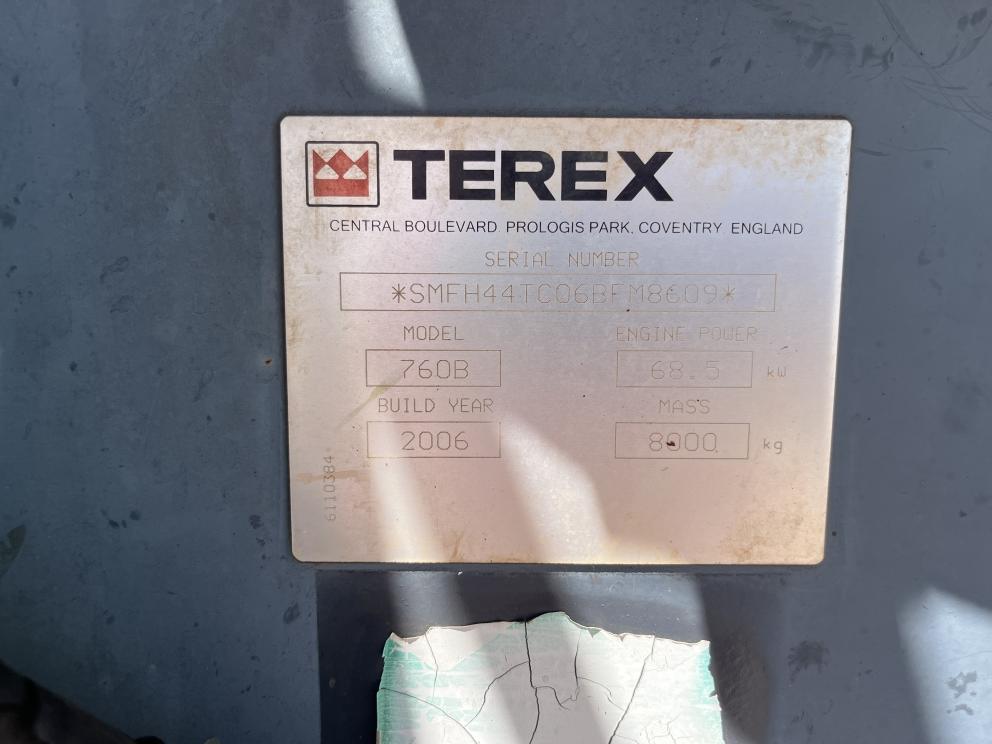 TEREX
CENTRAL BOULEVARD. PROLOGIS PARK, COVENTRY ENGLAND
SERIAL NUMBER
*SMFH44TC06BFM8609*
MODEL ENGINE POWER
760B 68.5 kW
BUILD YEAR MASS
2006 8000 kg
6110384